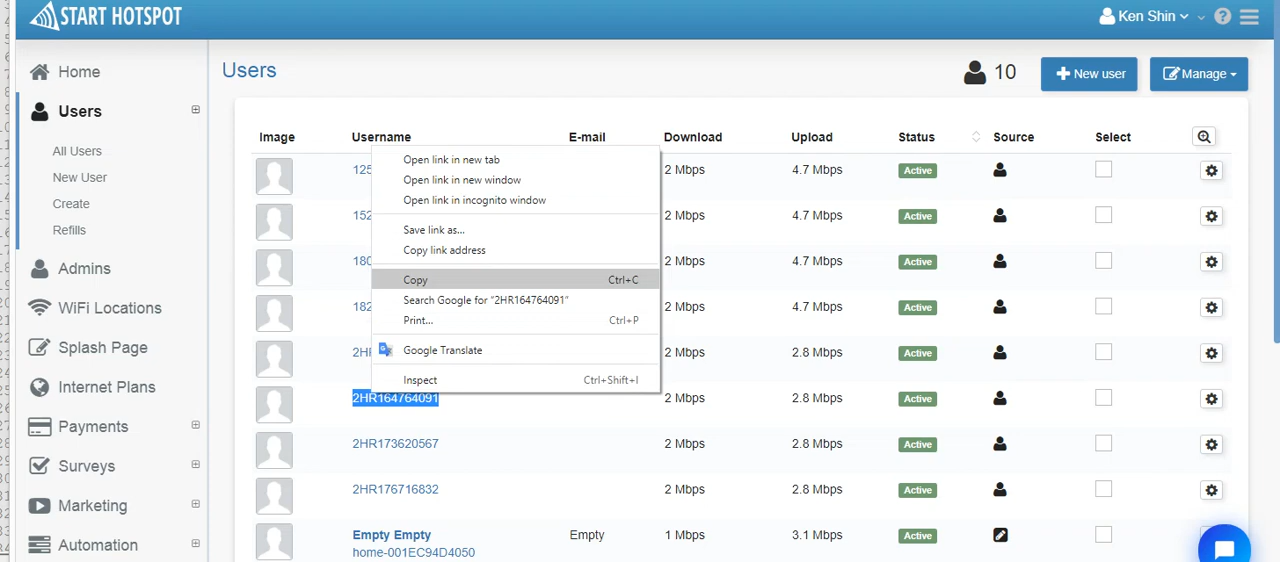 START HOTSPOT
Ken Shin
Home
Users
All Users
New User
Create
Refills
Admins
WiFi Locations
Splash Page
Internet Plans
Payments
Surveys
Marketing
Automation
Users
10
New user
Manage
Image Username E-mail Download Upload Status Source Select
125 2 Mbps 4.7 Mbps Active
152 2 Mbps 4.7 Mbps Active
180 2 Mbps 4.7 Mbps Active
182 2 Mbps 4.7 Mbps Active
2H 2 Mbps 2.8 Mbps Active
2HR164764091 2 Mbps 2.8 Mbps Active
2HR173620567 2 Mbps 2.8 Mbps Active
2HR176716832 2 Mbps 2.8 Mbps Active
Empty Empty Empty 1 Mbps 3.1 Mbps Active
home-001EC94D4050
Open link in new tab
Open link in new window
Open link in incognito window
Save link as...
Copy link address
Copy Ctrl+C
Search Google for "2HR164764091"
Print... Ctrl+P
Google Translate
Inspect Ctrl+Shift+I